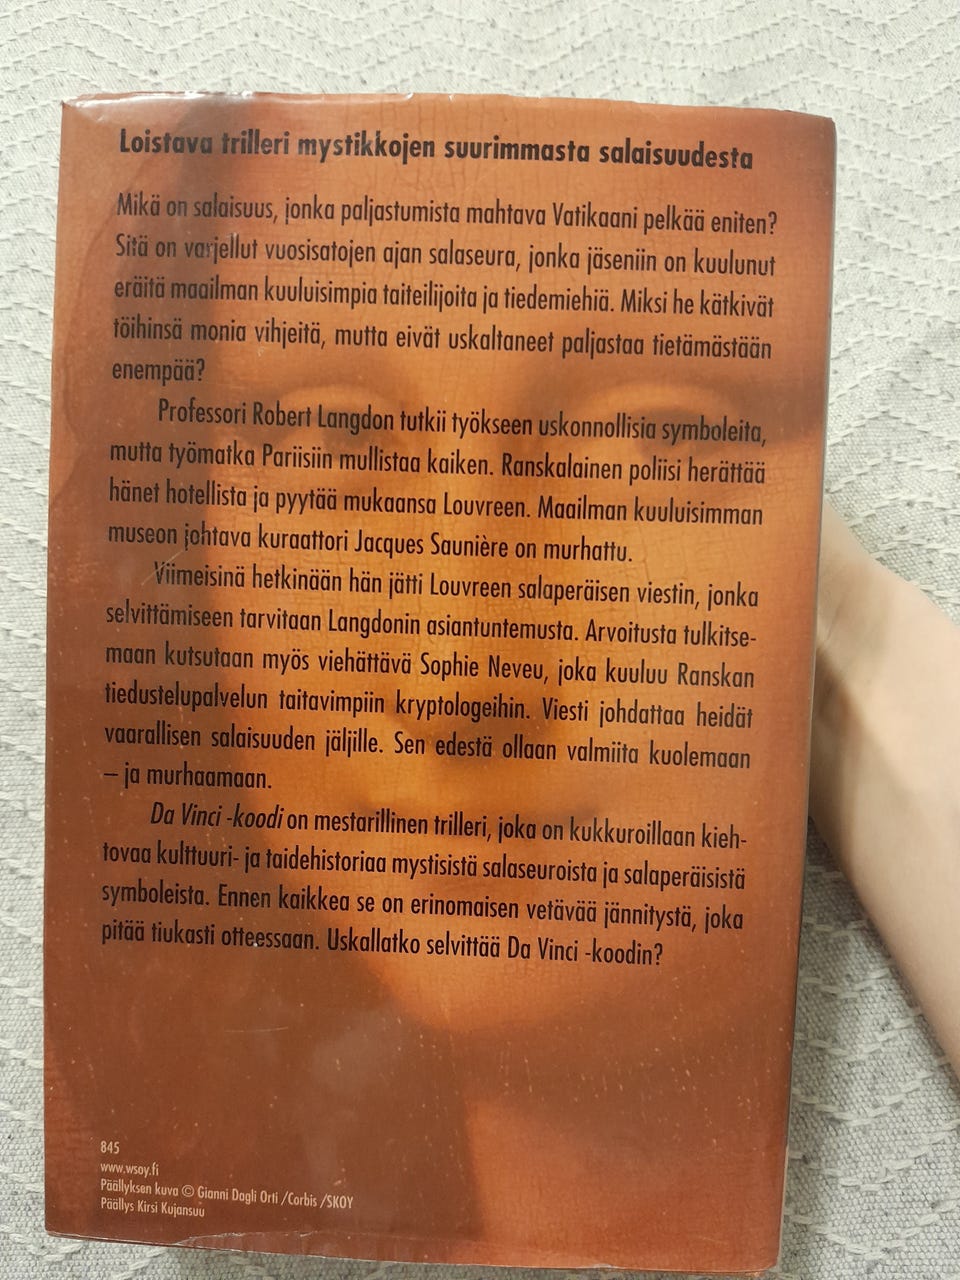 Loistava trilleri mystikkojen suurimmasta salaisuudesta
Mikä on salaisuus, jonka paljastumista mahtava Vatikaani pelkää eniten?
Sitä on varjellut vuosisatojen ajan salaseura, jonka jäseniin on kuulunut
eräitä maailman kuuluisimpia taiteilijoita ja tiedemiehiä. Miksi he kätkivät
töihinsä monia vihjeitä, mutta eivät uskaltaneet paljastaa tietämästään
enempää?
Professori Robert Langdon tutkii työkseen uskonnollisia symboleita,
mutta työmatka Pariisiin mullistaa kaiken. Ranskalainen poliisi herättää
hänet hotellista ja pyytää mukaansa Louvreen. Maailman kuuluisimman
museon johtava kuraattori Jacques Saunière on murhattu.
Viimeisinä hetkinään hän jätti Louvreen salaperäisen viestin, jonka
selvittämiseen tarvitaan Langdonin asiantuntemusta. Arvoitusta tulkitse-
maan kutsutaan myös viehättävä Sophie Neveu, joka kuuluu Ranskan
tiedustelupalvelun taitavimpiin kryptologeihin. Viesti johdattaa heidät
vaarallisen salaisuuden jäljille. Sen edestä ollaan valmiita kuolemaan
– ja murhaamaan.
Da Vinci -koodi on mestarillinen trilleri, joka on kukkuroillaan kieh-
tovaa kulttuuri- ja taidehistoriaa mystisistä salaseuroista ja salaperäisistä
symboleista. Ennen kaikkea se on erinomaisen vetävää jännitystä, joka
pitää tiukasti otteessaan. Uskallatko selvittää Da Vinci -koodin?
845
www.wsoy.fi
Päällyksen kuva © Gianni Dagli Orti /Corbis /SKOY
Päällys Kirsi Kujansuu